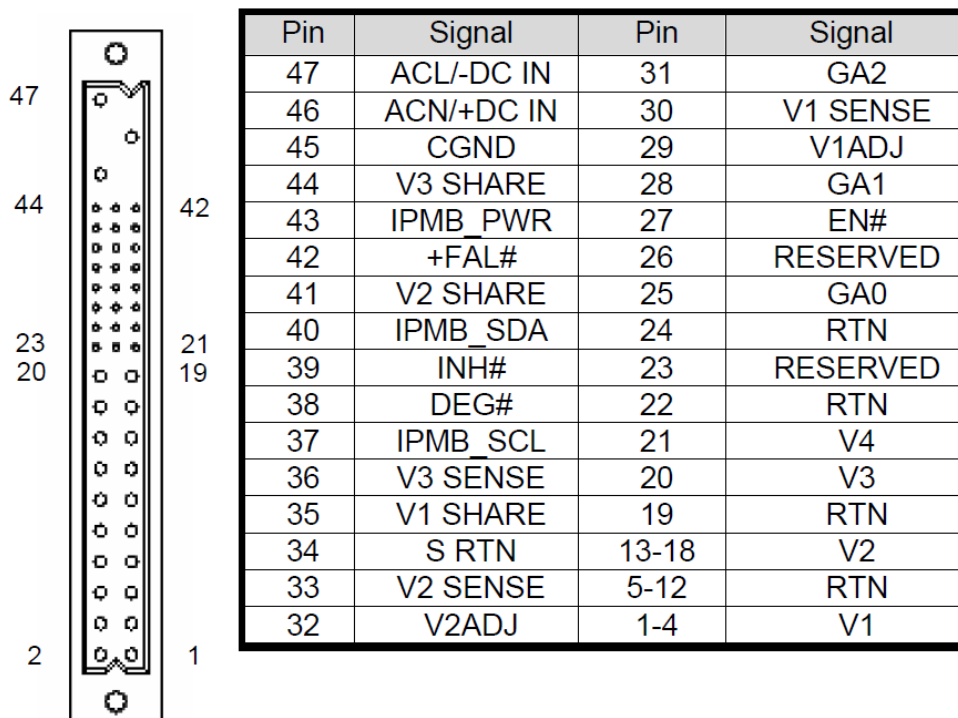 47
44 42
23 21
20 19
2 1
Pin Signal Pin Signal
47 ACL/-DC IN 31 GA2
46 ACN/+DC IN 30 V1 SENSE
45 CGND 29 V1ADJ
44 V3 SHARE 28 GA1
43 IPMB_PWR 27 EN#
42 +FAL# 26 RESERVED
41 V2 SHARE 25 GA0
40 IPMB_SDA 24 RTN
39 INH# 23 RESERVED
38 DEG# 22 RTN
37 IPMB_SCL 21 V4
36 V3 SENSE 20 V3
35 V1 SHARE 19 RTN
34 S RTN 13-18 V2
33 V2 SENSE 5-12 RTN
32 V2ADJ 1-4 V1